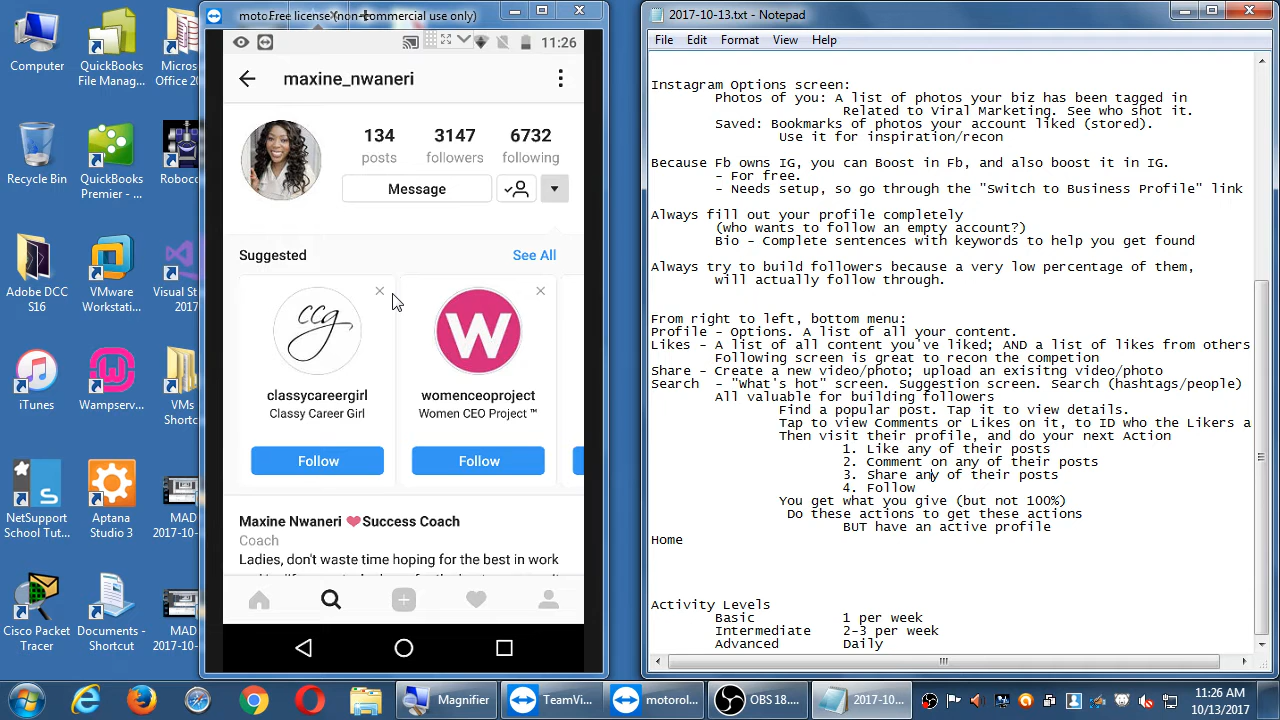 Computer
QuickBooks
File Manag...
Micros
Office 20
Recycle Bin
QuickBooks
Premier - ...
Roboco
Adobe DCC
S16
VMware
Workstati...
Visual St
2017
iTunes
Wampserv...
VMs
Shortc
NetSupport
School Tut...
Aptana
Studio 3
MAD
2017-10-
Cisco Packet
Tracer
Documents -
Shortcut
MAD
2017-10-
moto Free license (non-commercial use only)
11:26
maxine_nwaneri
134
posts
3147
followers
6732
following
Message
Suggested
See All
ccg
W
classycareergirl
Classy Career Girl
womenceoproject
Women CEO Project ™
Follow
Follow
Maxine Nwaneri ❤Success Coach
Coach
Ladies, don't waste time hoping for the best in work
2017-10-13.txt - Notepad
File Edit Format View Help
Instagram Options screen:
Photos of you: A list of photos your biz has been tagged in
Related to Viral Marketing. See who shot it.
Saved: Bookmarks of photos your account liked (stored).
Use it for inspiration/recon
Because Fb owns IG, you can Boost in Fb, and also boost it in IG.
- For free.
- Needs setup, so go through the "Switch to Business Profile" link
Always fill out your profile completely
(who wants to follow an empty account?)
Bio - Complete sentences with keywords to help you get found
Always try to build followers because a very low percentage of them,
will actually follow through.
From right to left, bottom menu:
Profile - Options. A list of all your content.
Likes - A list of all content you've liked; AND a list of likes from others
Following screen is great to recon the competion
Share - Create a new video/photo; upload an exisitng video/photo
Search - "What's hot" screen. Suggestion screen. Search (hashtags/people)
All valuable for building followers
Find a popular post. Tap it to view details.
Tap to view Comments or Likes on it, to ID who the Likers a
Then visit their profile, and do your next Action
1. Like any of their posts
2. Comment on any of their posts
3. Share any of their posts
4. Follow
You get what you give (but not 100%)
Do these actions to get these actions
BUT have an active profile
Home
Activity Levels
Basic 1 per week
Intermediate 2-3 per week
Advanced Daily
Magnifier
TeamVi...
motorol...
OBS 18....
2017-10...
11:26 AM
10/13/2017